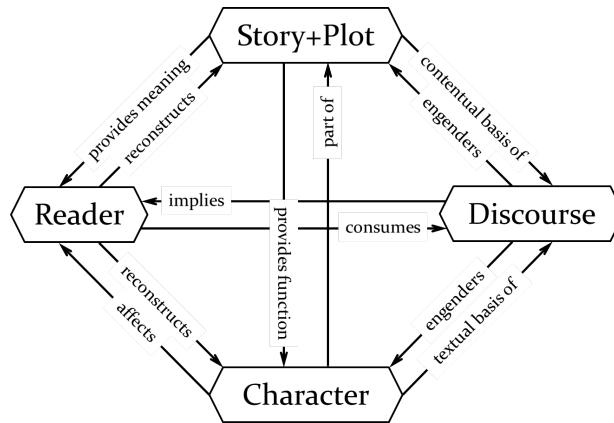 Story+Plot
provides meaning
reconstructs
contentual basis of
engenders
part of
Reader
implies
provides function
consumes
Discourse
reconstructs
affects
engenders
textual basis of
Character